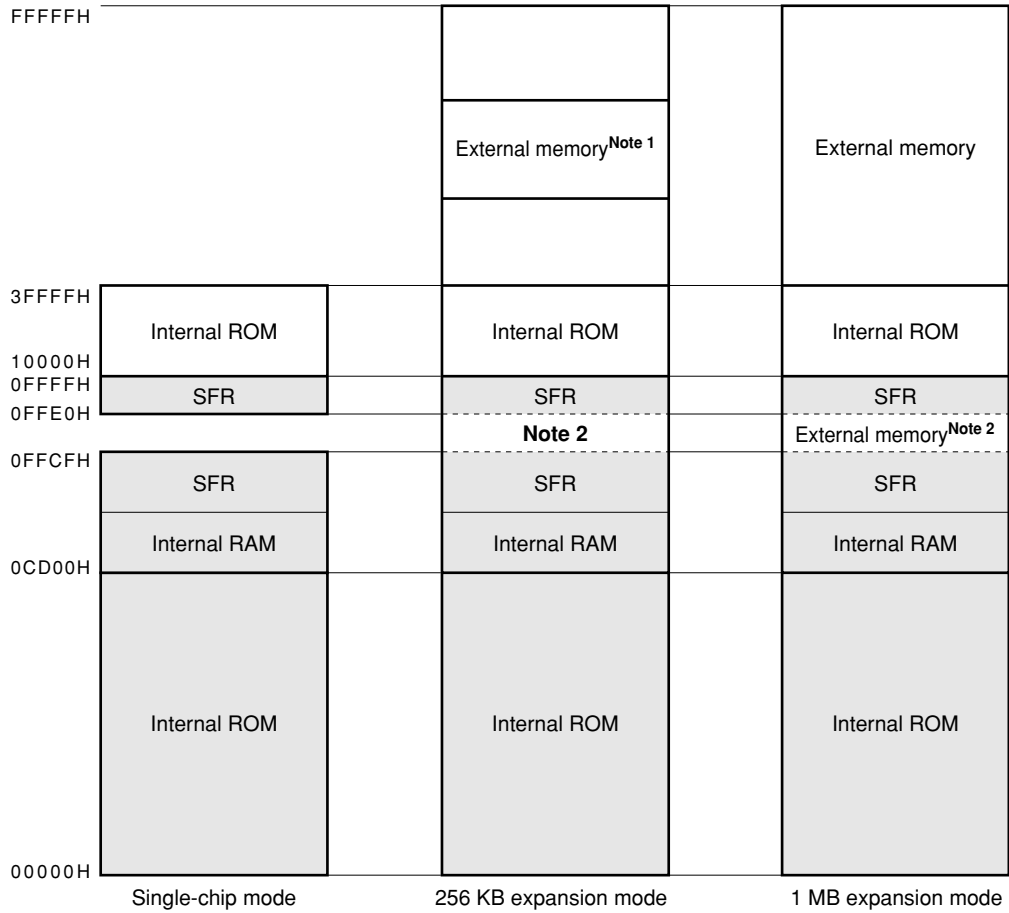 FFFFFH
External memory Note 1
External memory
3FFFFH
Internal ROM
Internal ROM
Internal ROM
10000H
0FFFFH
SFR
SFR
SFR
0FFE0H
Note 2
External memory Note 2
0FFCFH
SFR
SFR
SFR
Internal RAM
Internal RAM
Internal RAM
0CD00H
Internal ROM
Internal ROM
Internal ROM
00000H
Single-chip mode
256 KB expansion mode
1 MB expansion mode